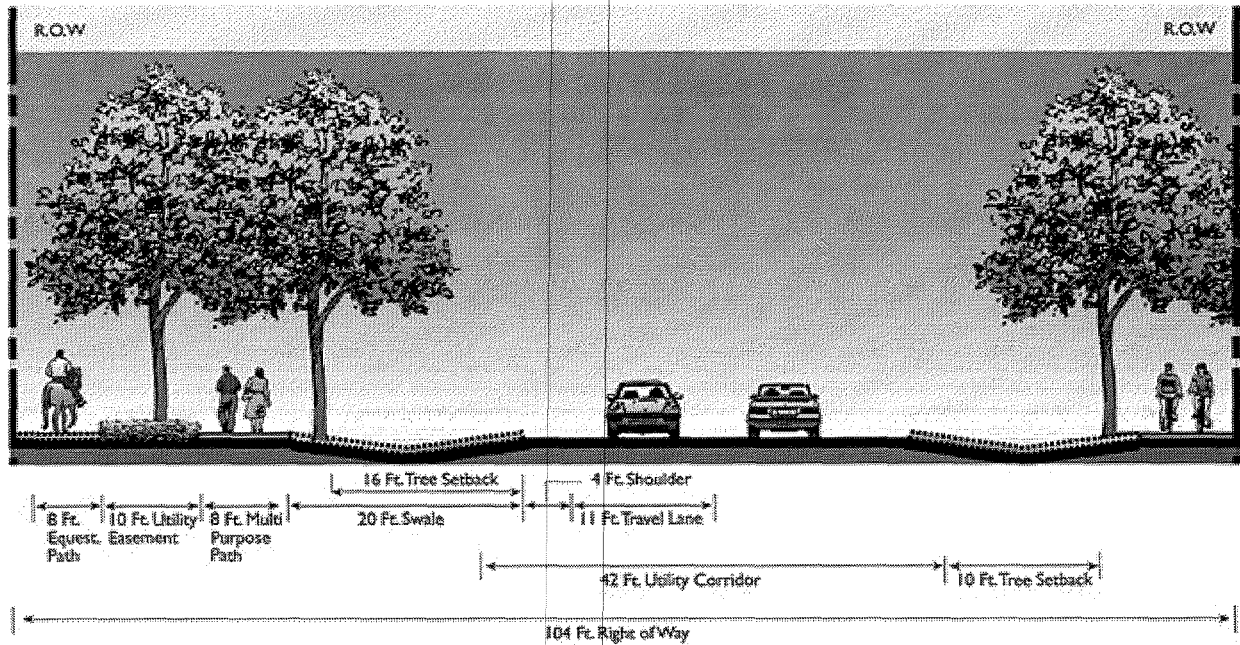 R.O.W
R.O.W
16 Ft. Tree Setback
4 Ft. Shoulder
8 Ft.
Equest.
Path
10 Ft. Utility
Easement
8 Ft. Multi
Purpose
Path
20 Ft. Swale
11 Ft. Travel Lane
42 Ft. Utility Corridor
10 Ft. Tree Setback
104 Ft. Right of Way